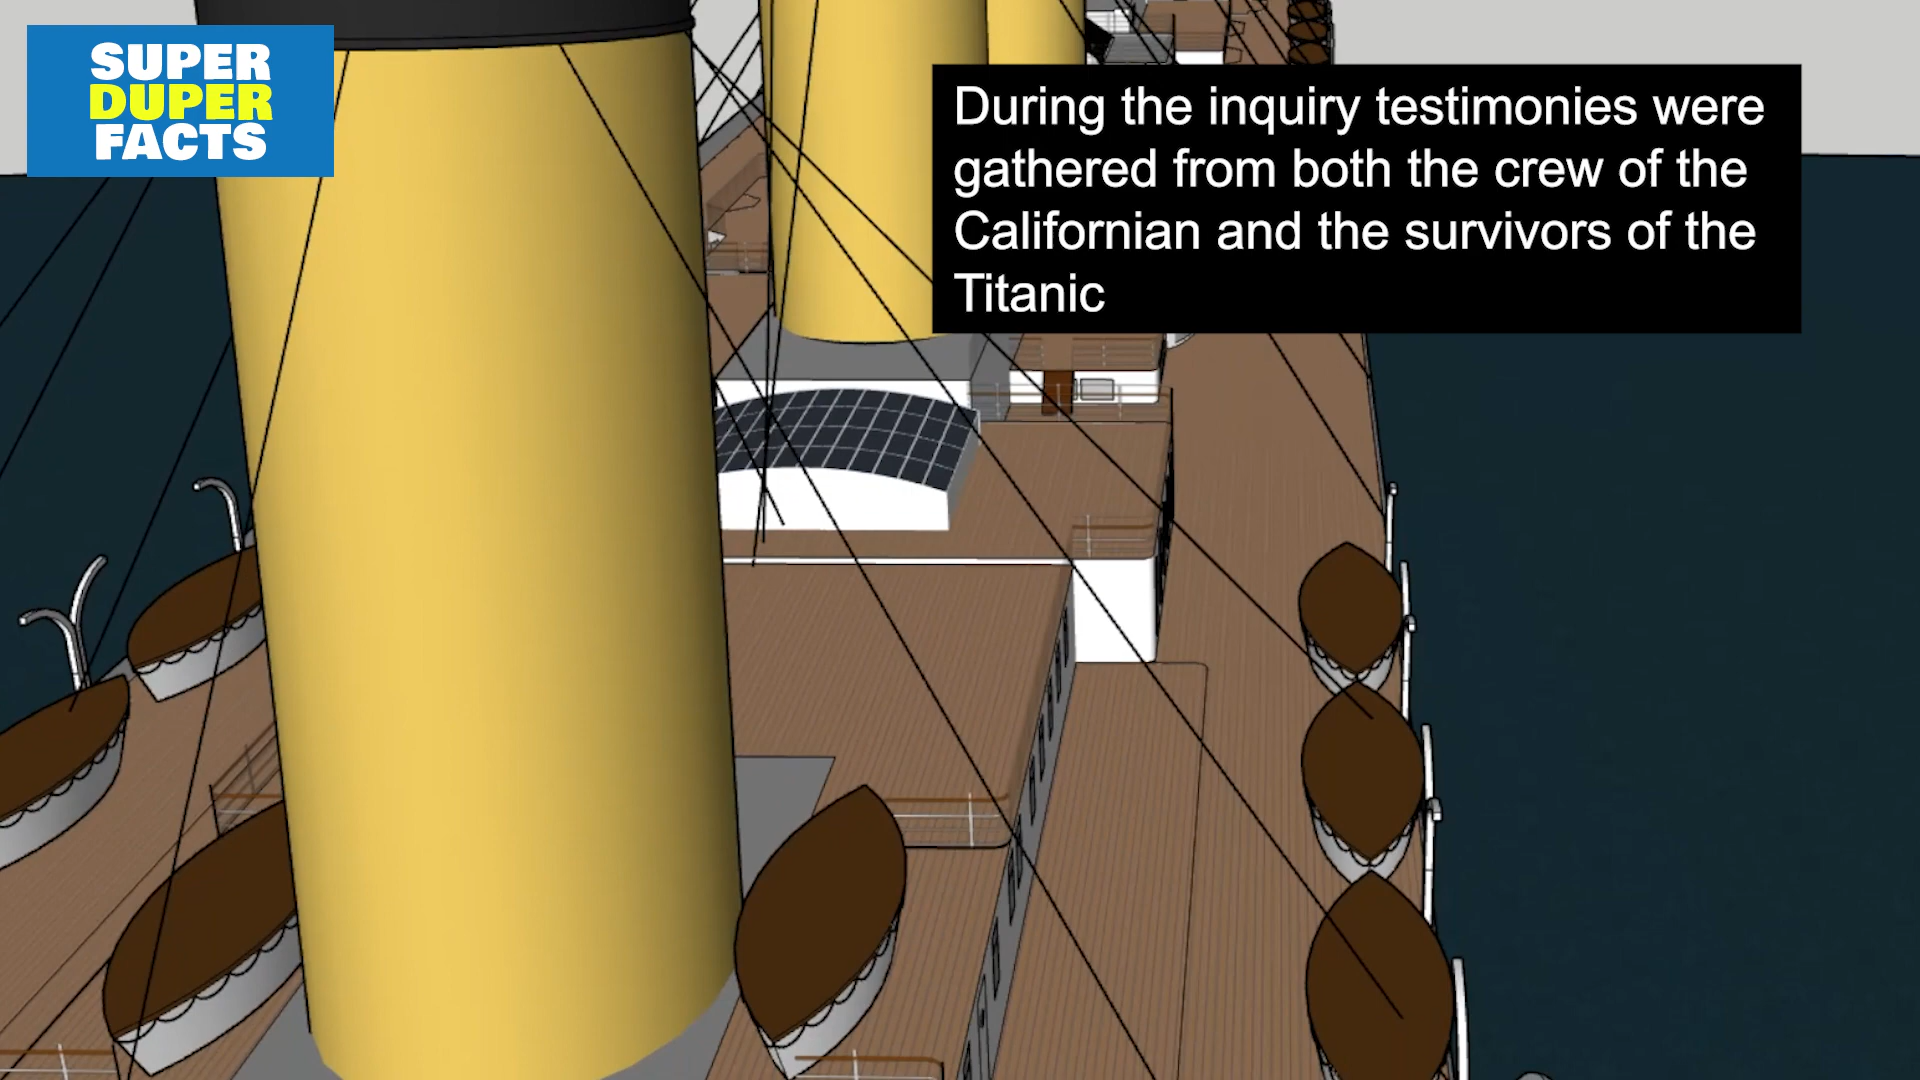 SUPER
DUPER
FACTS
During the inquiry testimonies were
gathered from both the crew of the
Californian and the survivors of the
Titanic